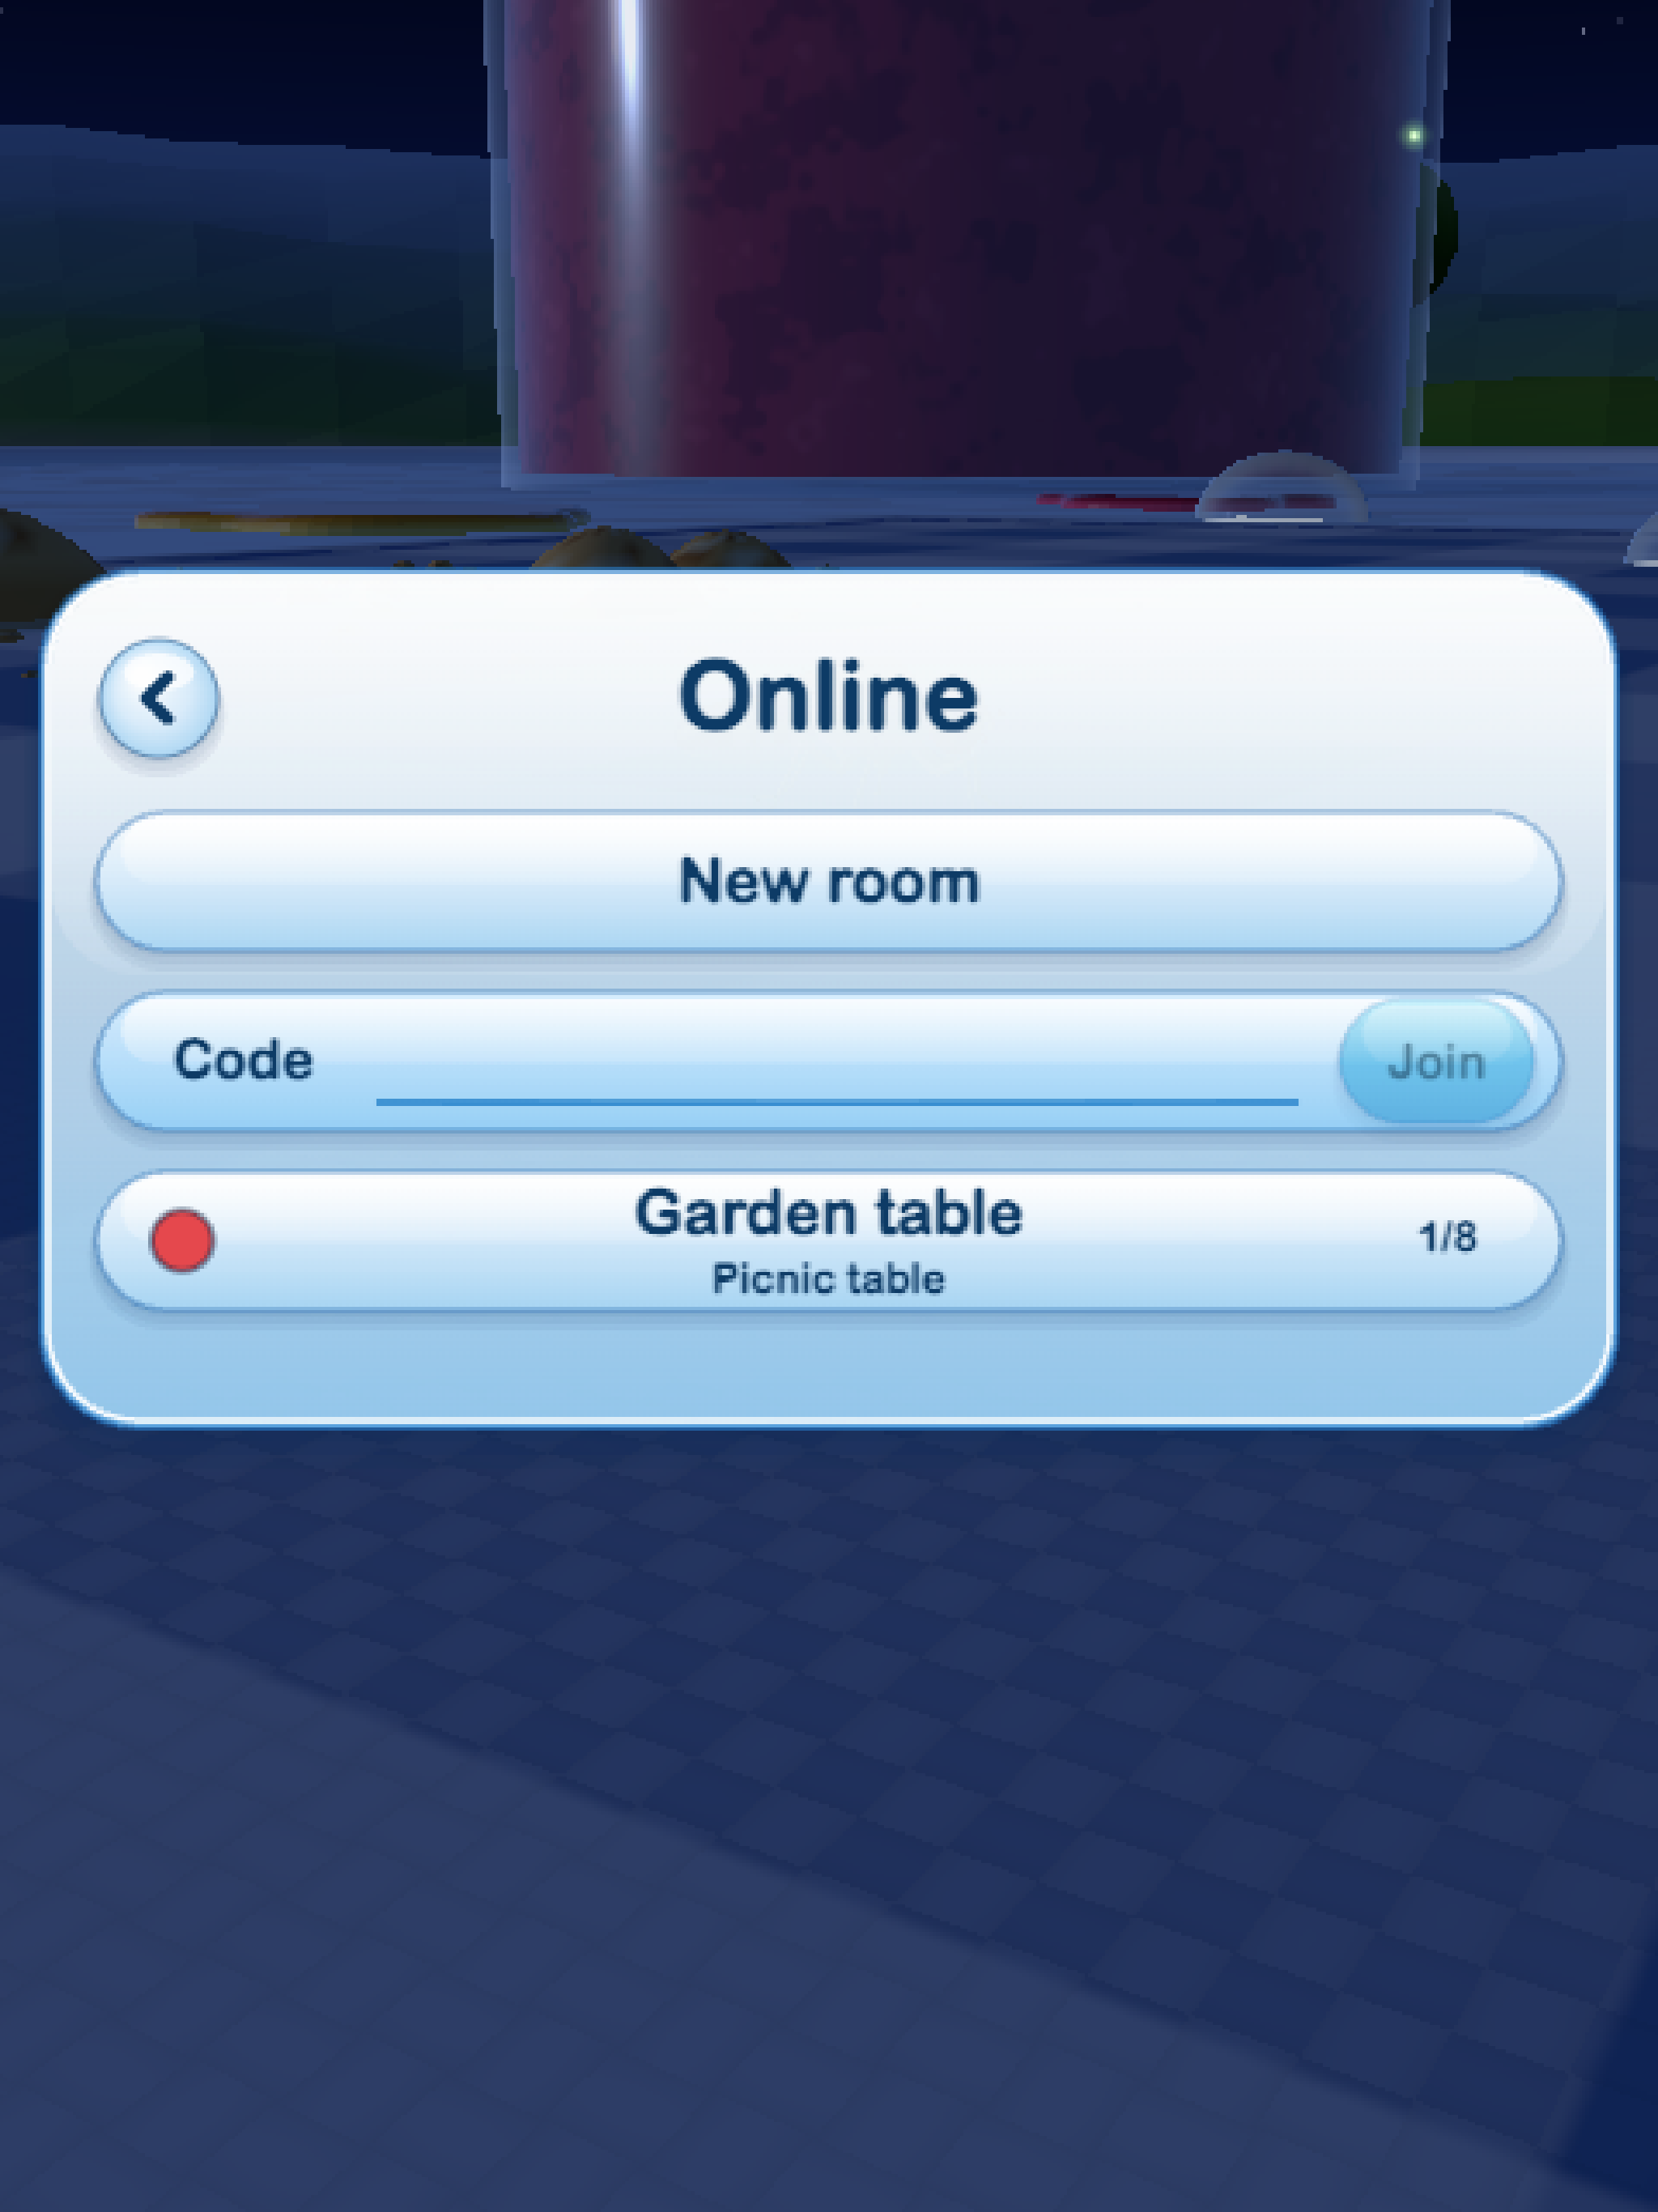 Online
New room
Code
Join
Garden table
1/8
Picnic table